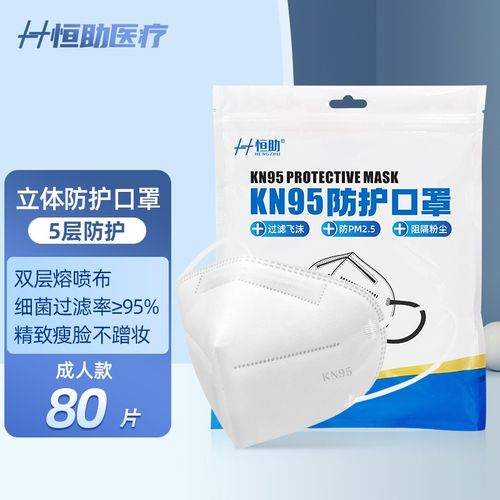 恒助医疗
立体防护口罩
5层防护
双层熔喷布
细菌过滤率≥95%
精致瘦脸不蹭妆
成人款
80片
恒助®
HENGZHU
KN95 PROTECTIVE MASK
KN95防护口罩
过滤飞沫
防PM2.5
阻隔粉尘
KN95